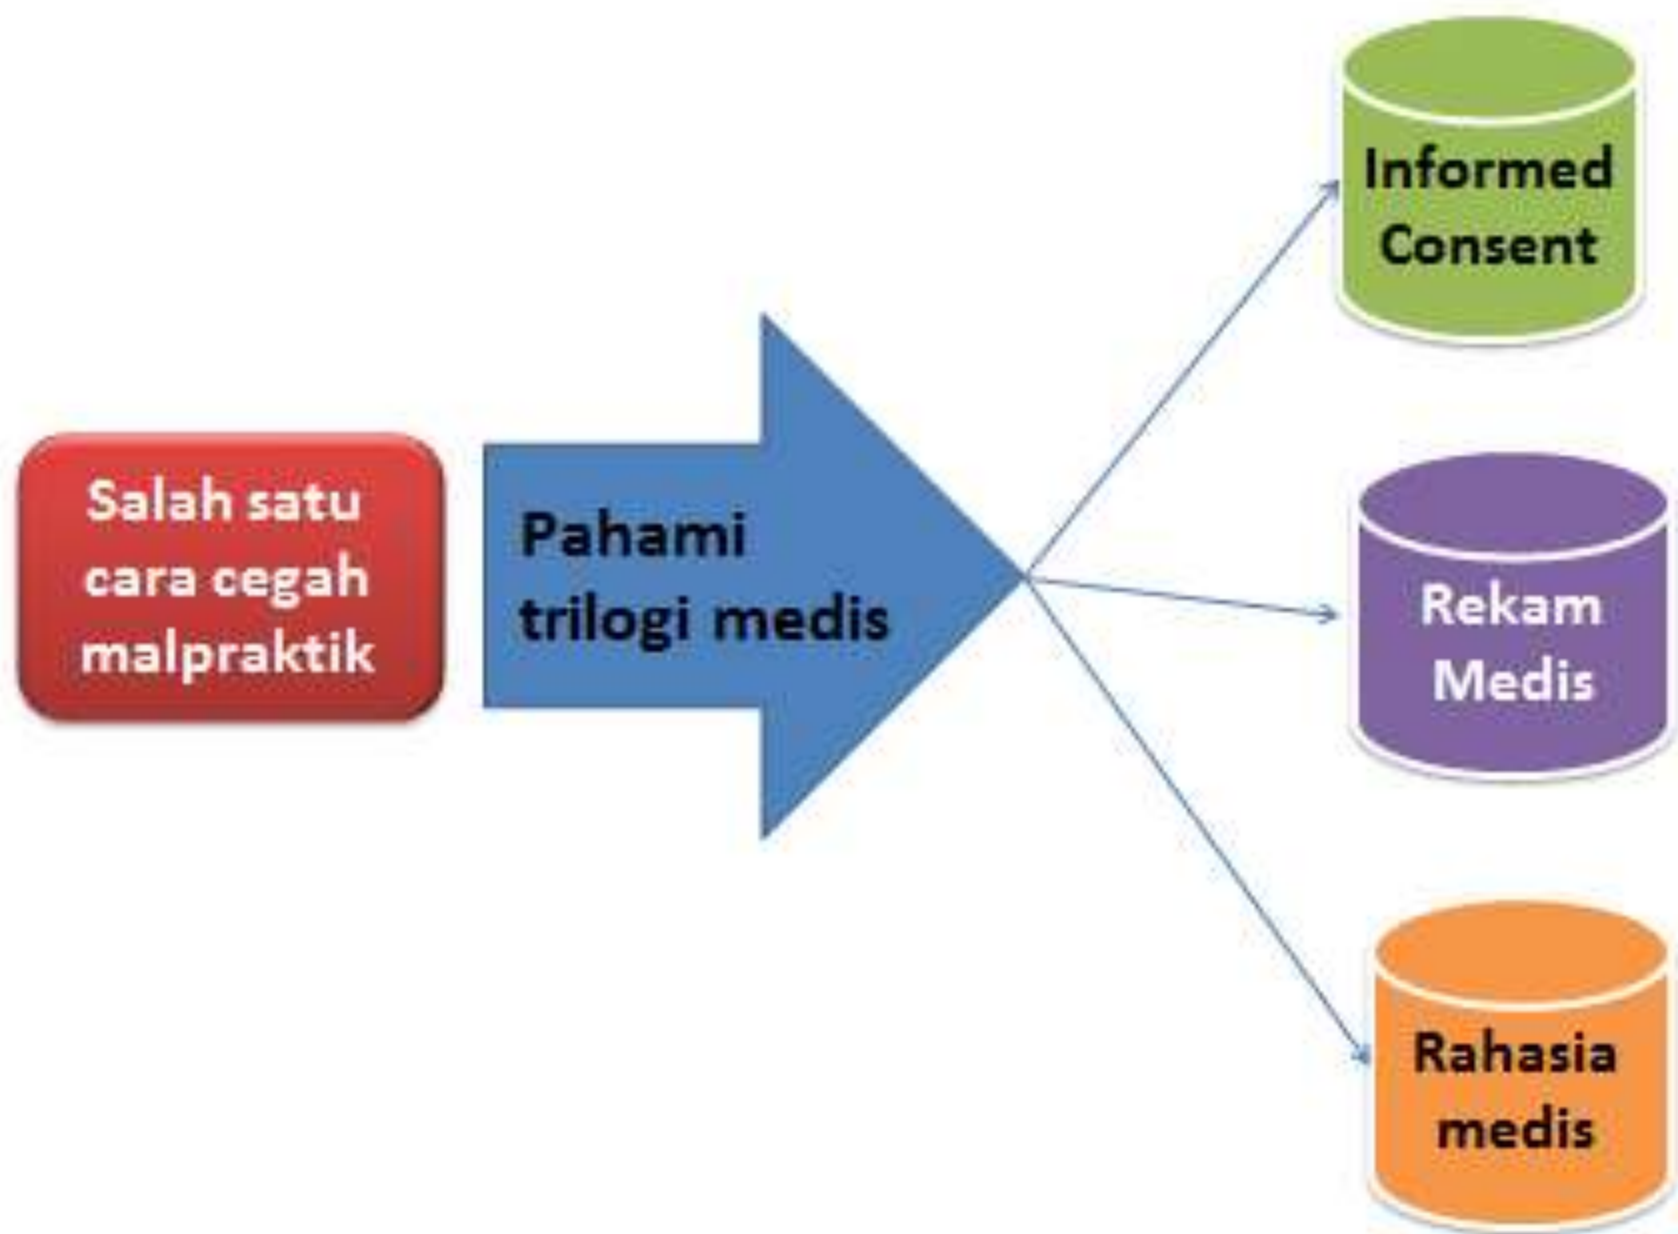 Salah satu
cara cegah
malpraktik
Pahami
trilogi medis
Informed
Consent
Rekam
Medis
Rahasia
medis